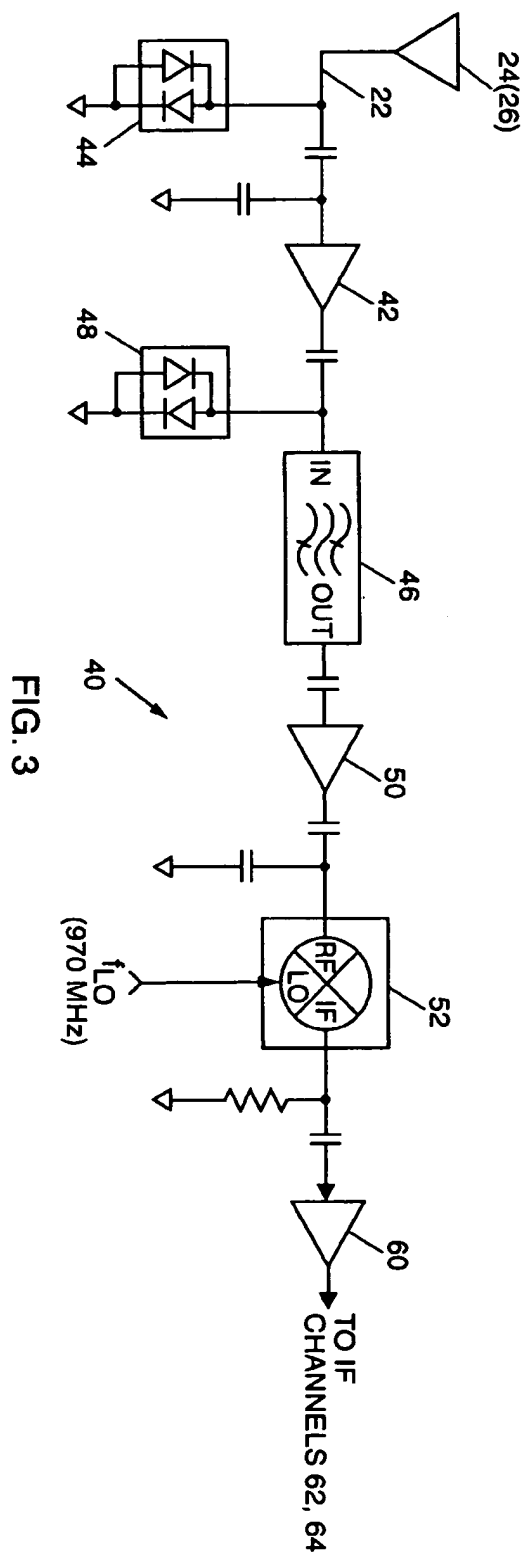 24(26)
22
44
42
48
IN
OUT
46
50
40
RF
IF
LO
52
fLO
(970 MHz)
60
TO IF
CHANNELS 62, 64
FIG. 3